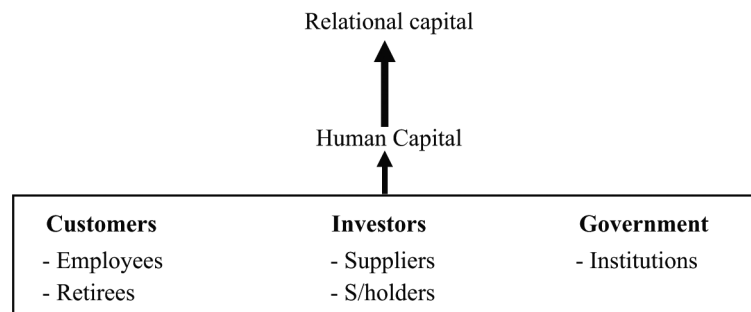 Relational capital
Human Capital
Customers
- Employees
- Retirees
Investors
- Suppliers
- S/holders
Government
- Institutions